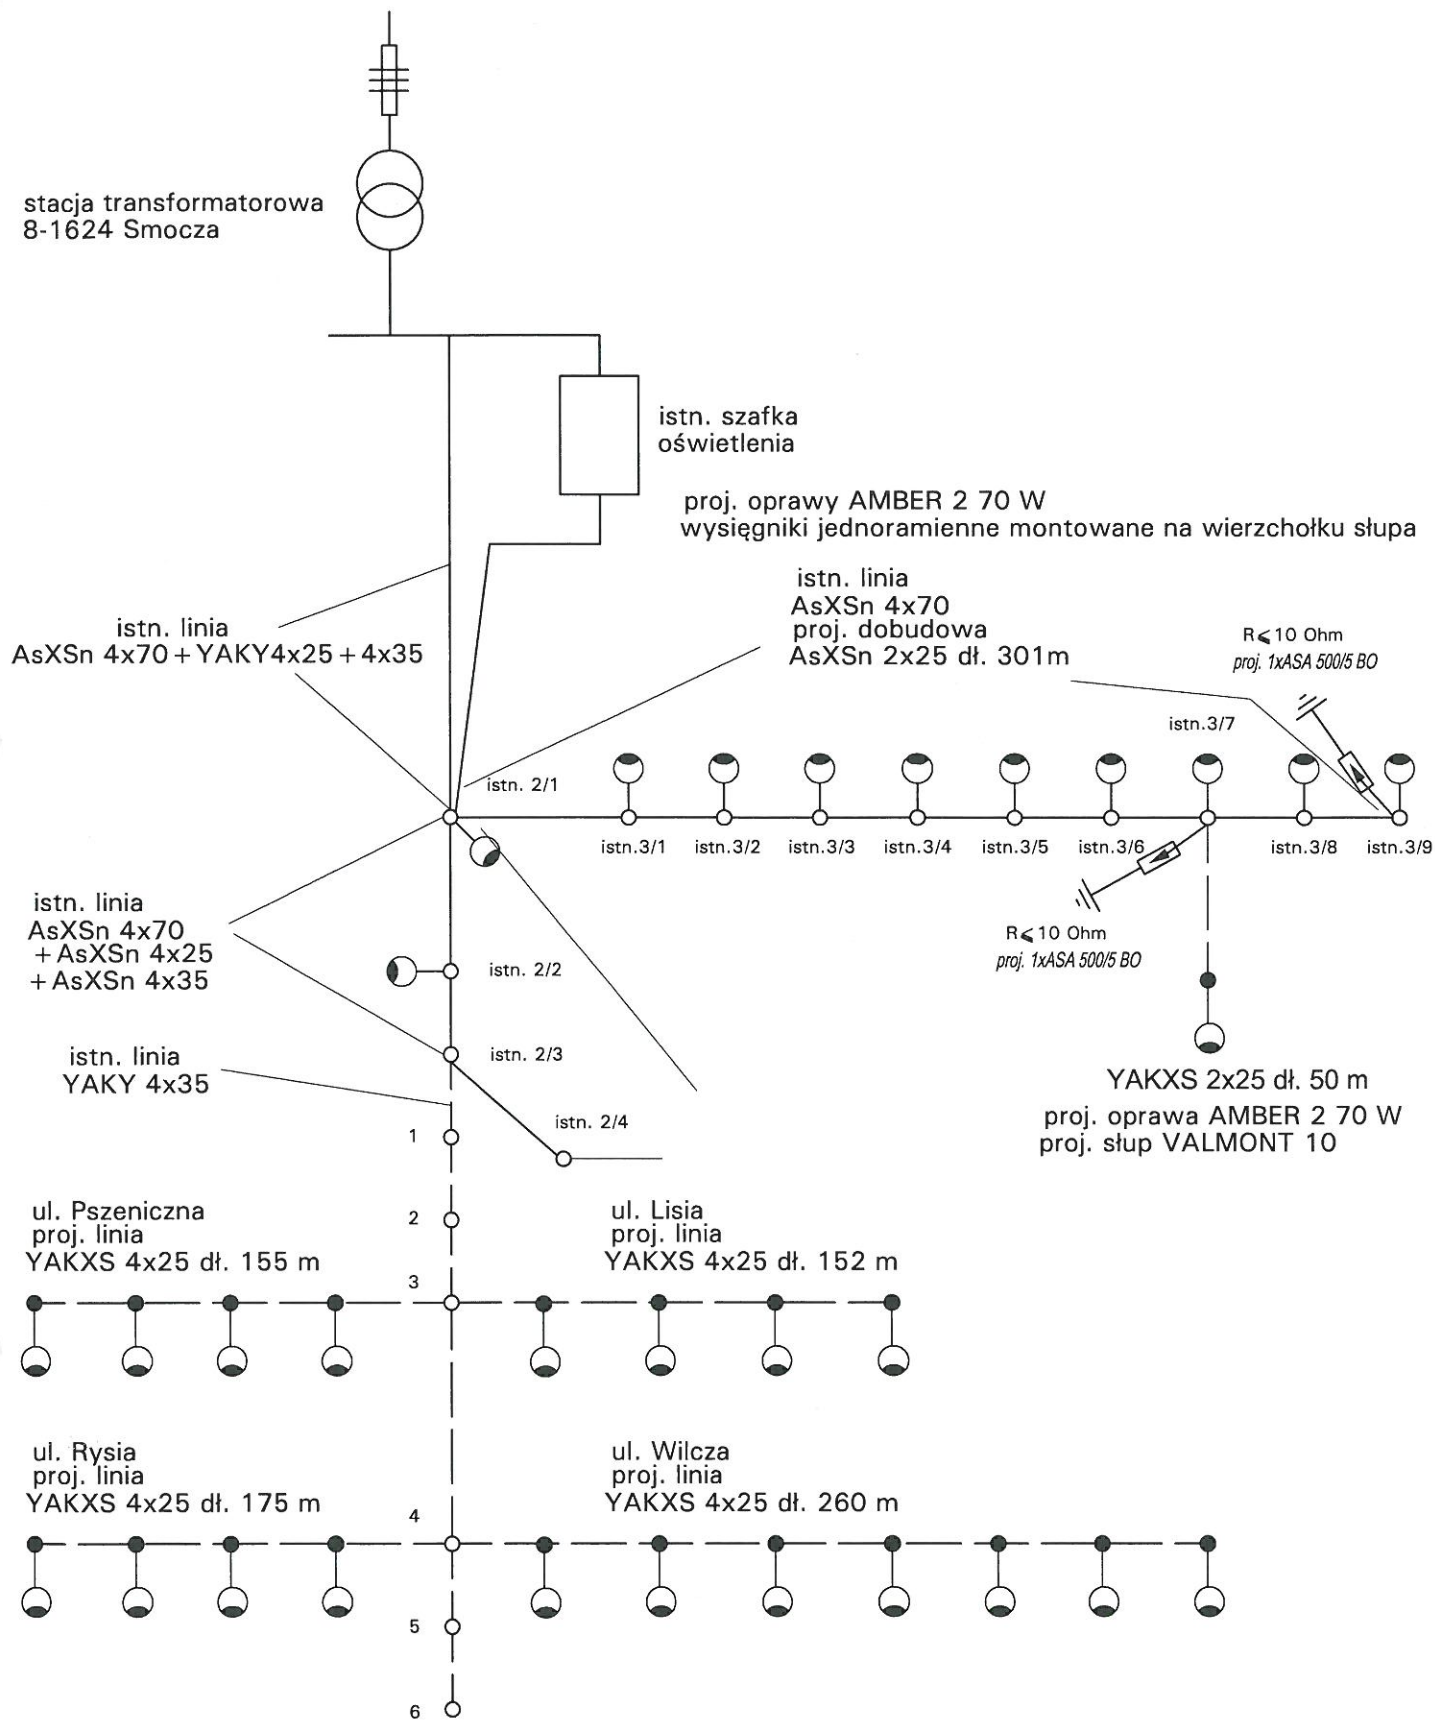 stacja transformatorowa
8-1624 Smocza
istn. szafka
oświetlenia
proj. oprawy AMBER 2 70 W
wysięgniki jednoramienne montowane na wierzchołku słupa
istn. linia
AsXSn 4x70
proj. dobudowa
AsXSn 2x25 dł. 301m
istn. linia
AsXSn 4x70+YAKY4x25+4x35
R⩽10 Ohm
proj. 1xASA 500/5 BO
istn.3/7
istn. 2/1
istn.3/1
istn.3/2
istn.3/3
istn.3/4
istn.3/5
istn.3/6
istn.3/8
istn.3/9
istn. linia
AsXSn 4x70
+AsXSn 4x25
+AsXSn 4x35
R⩽10 Ohm
proj. 1xASA 500/5 BO
istn. 2/2
istn. 2/3
istn. linia
YAKY 4x35
YAKXS 2x25 dł. 50 m
proj. oprawa AMBER 2 70 W
proj. słup VALMONT 10
istn. 2/4
1
2
3
ul. Pszeniczna
proj. linia
YAKXS 4x25 dł. 155 m
ul. Lisia
proj. linia
YAKXS 4x25 dł. 152 m
ul. Rysia
proj. linia
YAKXS 4x25 dł. 175 m
ul. Wilcza
proj. linia
YAKXS 4x25 dł. 260 m
4
5
6